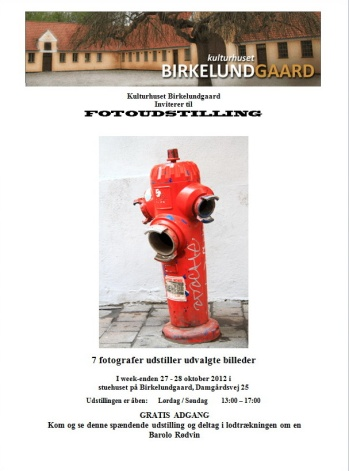 kulturhuset
BIRKELUNDGAARD
Kulturhuset Birkelundgaard
Inviterer til
FOTOUDSTILLING
7 fotografer udstiller udvalgte billeder
I week-enden 27 - 28 oktober 2012 i
stuehuset på Birkelundgaard, Damgårdsvej 25
Udstillingen er åben: Lørdag / Søndag 13:00 – 17:00
GRATIS ADGANG
Kom og se denne spændende udstilling og deltag i lodtrækningen om en
Barolo Rødvin